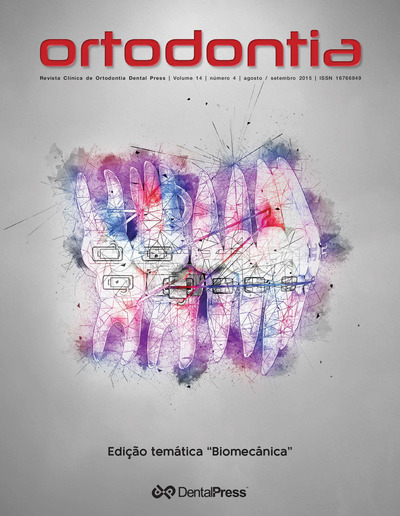 ortodontia
Revista Clínica de Ortodontia Dental Press | Volume 14 | número 4 | agosto / setembro 2015 | ISSN 16766849
Edição temática “Biomecânica”
DentalPress